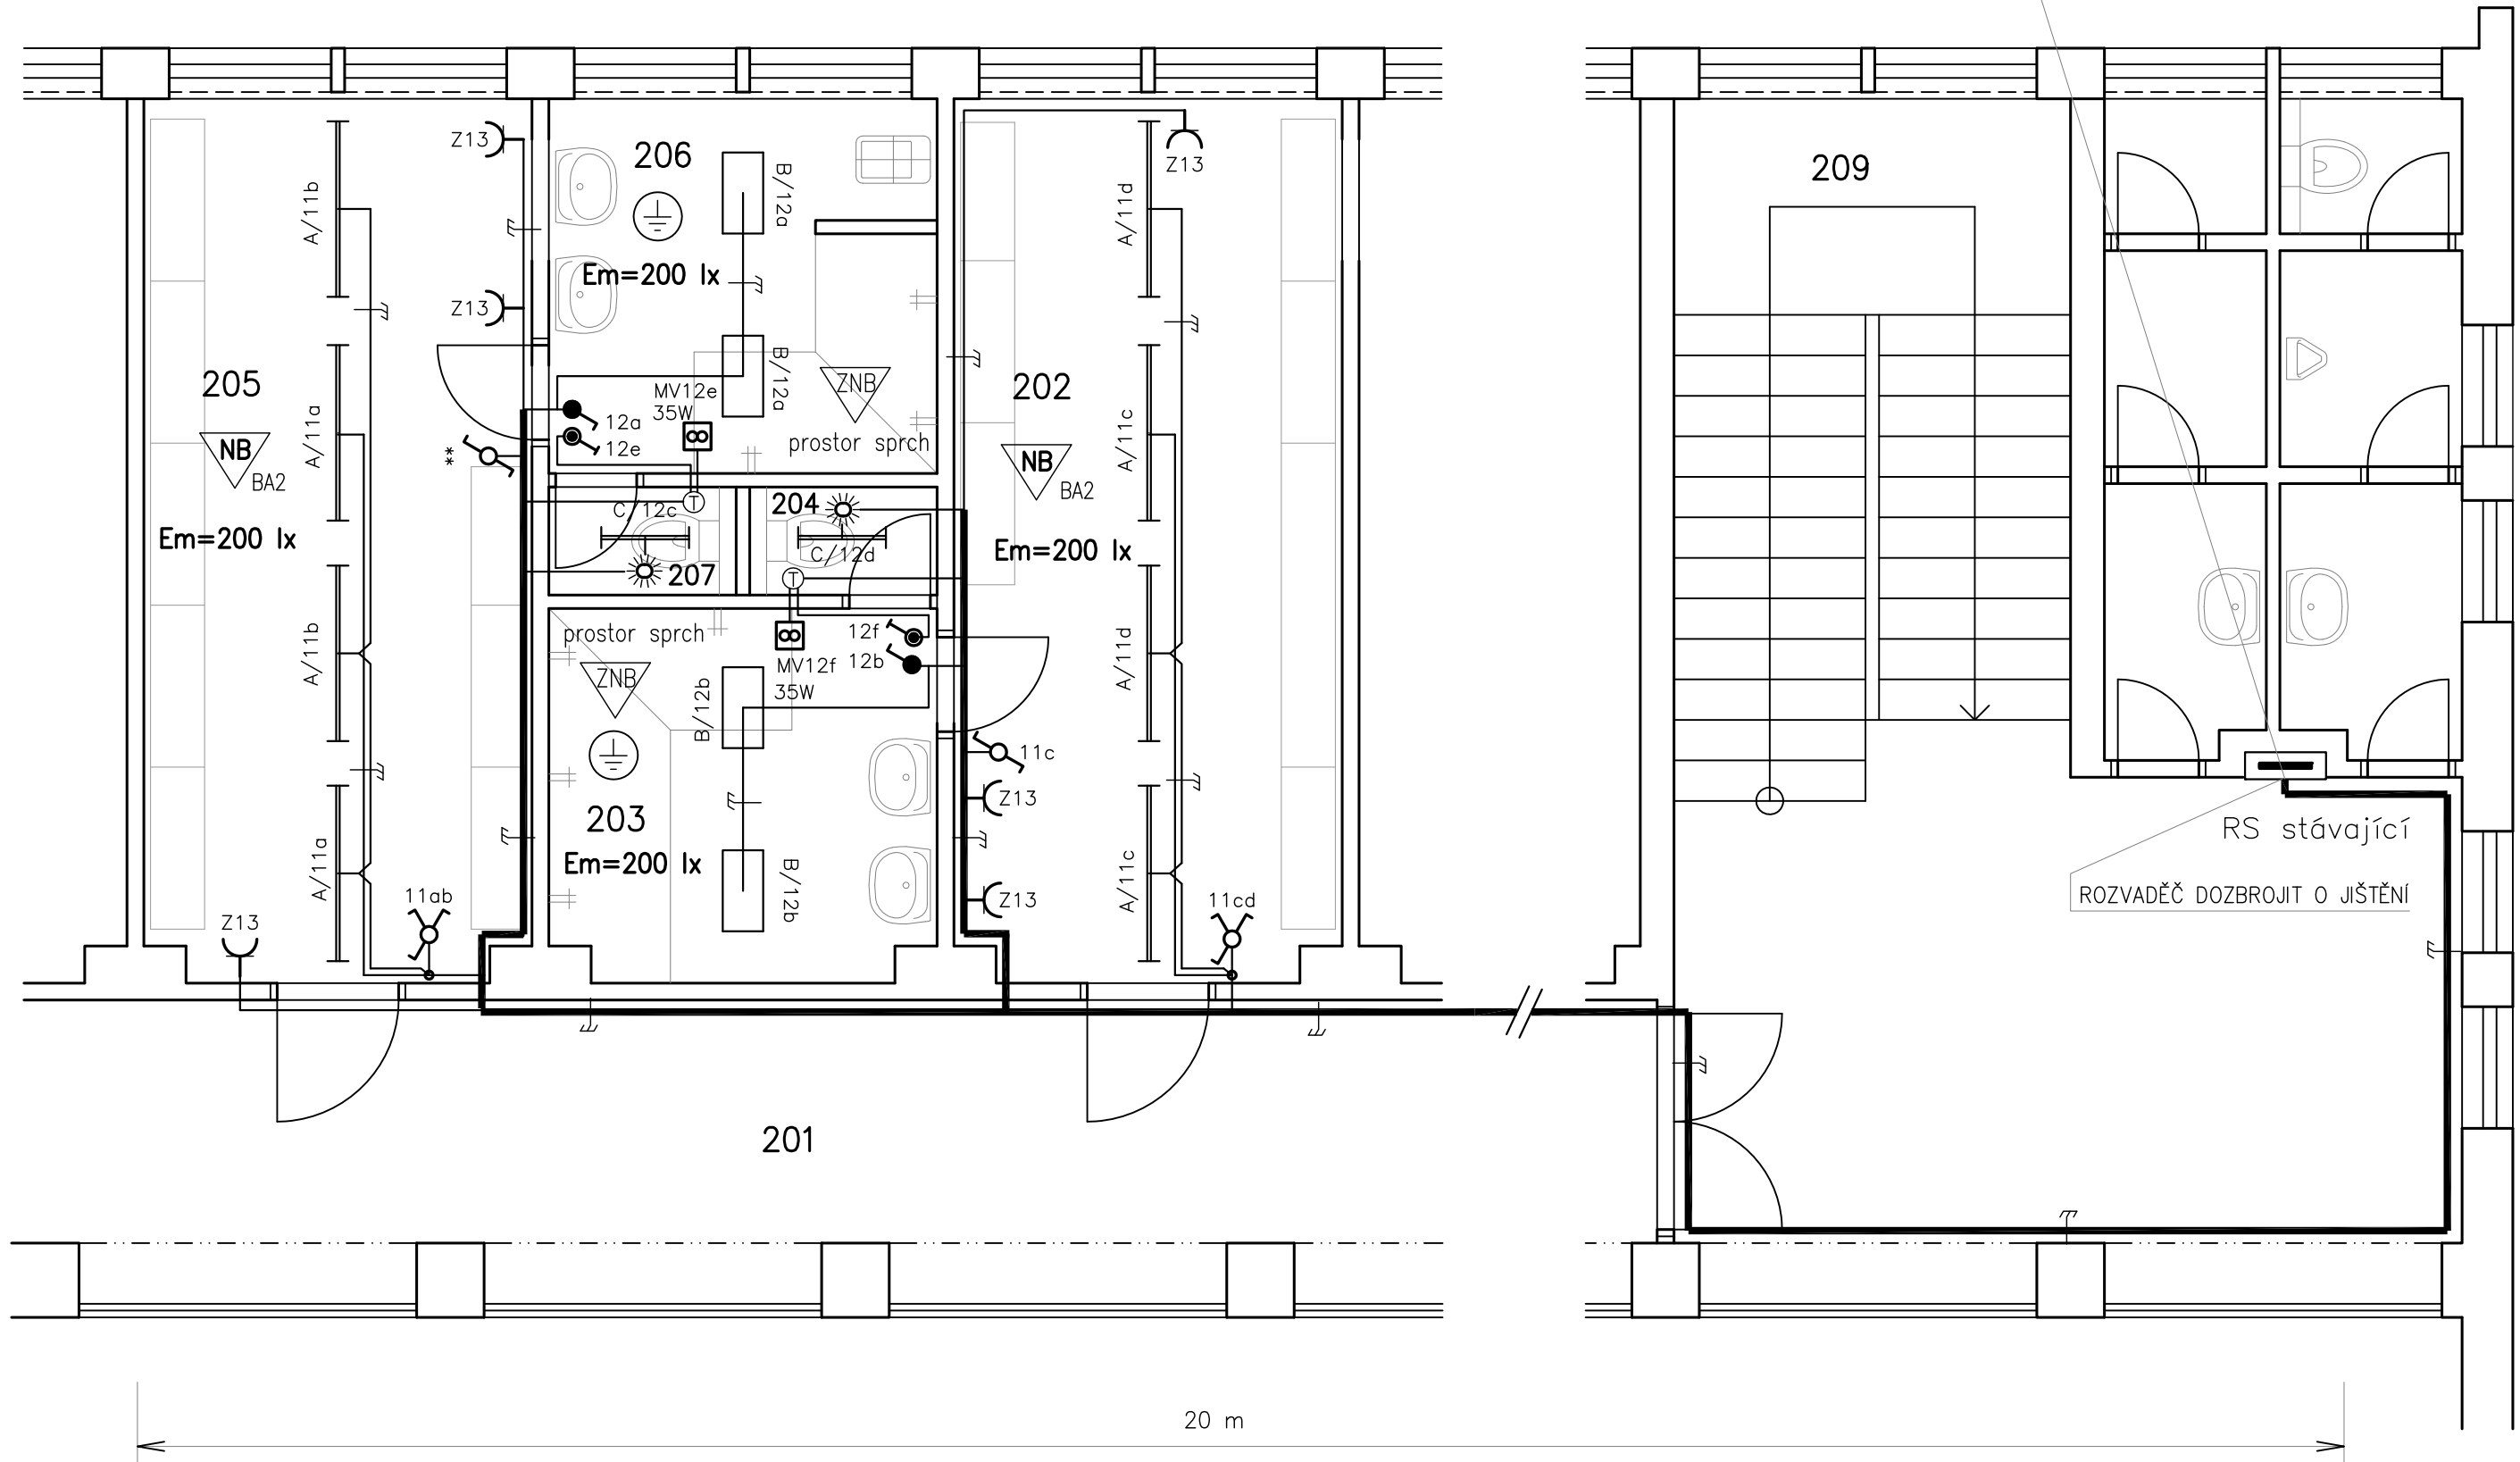 Z13
206
B/12a
Z13
209
A/11b
A/11d
Em=200 lx
Z13
B/12a
205
MV12e
35W
ZNB
202
12a
12e
prostor sprch
A/11a
A/11c
**
NB
BA2
NB
BA2
C/12c
204
Em=200 lx
Em=200 lx
C/12d
207
prostor sprch
12f
12b
A/11b
A/11d
ZNB
MV12f
35W
B/12b
11c
Z13
203
RS stávající
Em=200 lx
A/11a
A/11c
B/12b
11ab
Z13
11cd
ROZVADĚČ DOZBROJIT O JIŠTĚNÍ
Z13
201
20 m
T
T
8
8